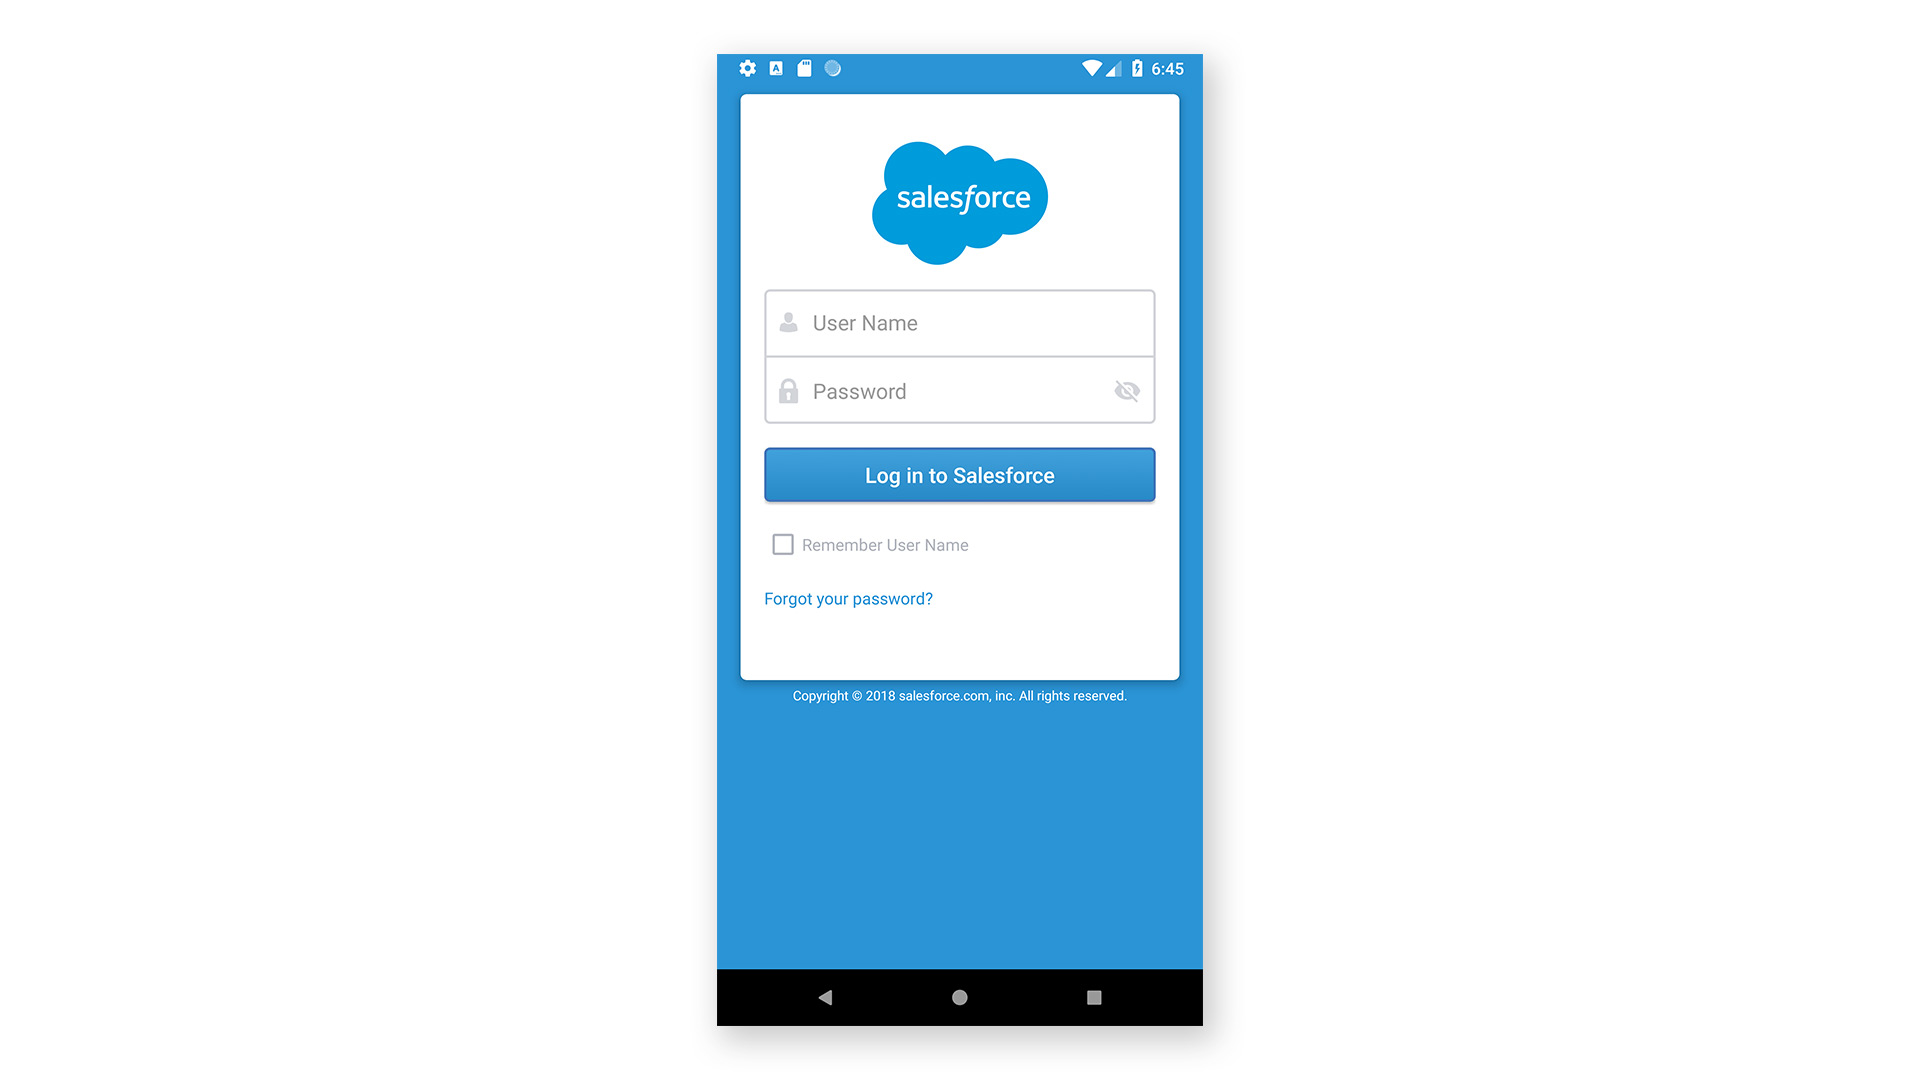 6:45
salesforce
User Name
Password
Log in to Salesforce
Remember User Name
Forgot your password?
Copyright © 2018 salesforce.com, inc. All rights reserved.